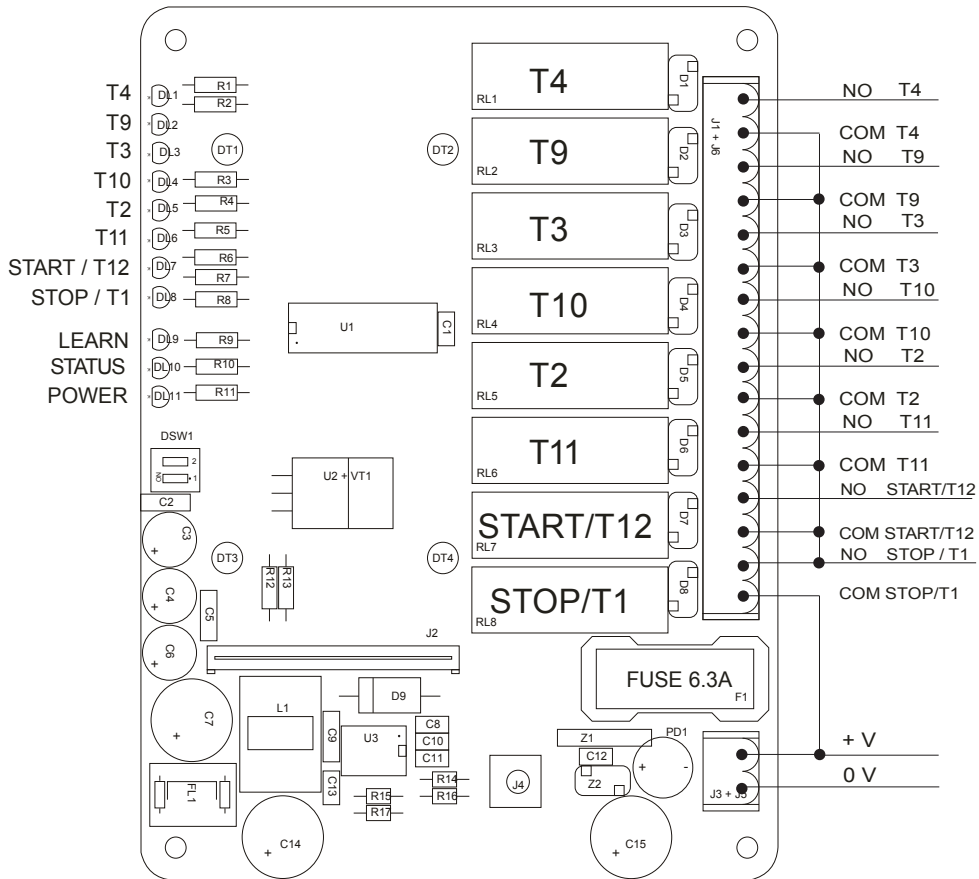 T4
T9
T3
T10
T2
T11
START / T12
STOP / T1
LEARN
STATUS
POWER
DL1
DL2
DL3
DL4
DL5
DL6
DL7
DL8
DL9
DL10
DL11
R1
R2
R3
R4
R5
R6
R7
R8
R9
R10
R11
DT1
DT2
U1
C1
DSW1
2
1
ON
C2
C3
+
C4
+
C5
C6
+
C7
+
U2 + VT1
DT3
DT4
R12
R13
J2
T4
RL1
D1
T9
RL2
D2
T3
RL3
D3
T10
RL4
D4
T2
RL5
D5
T11
RL6
D6
START/T12
RL7
D7
STOP/T1
RL8
D8
J1 + J6
NO T4
COM T4
NO T9
COM T9
NO T3
COM T3
NO T10
COM T10
NO T2
COM T2
NO T11
COM T11
NO START/T12
COM START/T12
NO STOP / T1
COM STOP/T1
FUSE 6.3A
F1
L1
D9
C9
U3
C8
C10
C11
C13
R14
R16
R15
R17
J4
Z1
C12
Z2
PD1
+ -
J3 + J5
+ V
0 V
FL1
C14
+
C15
+